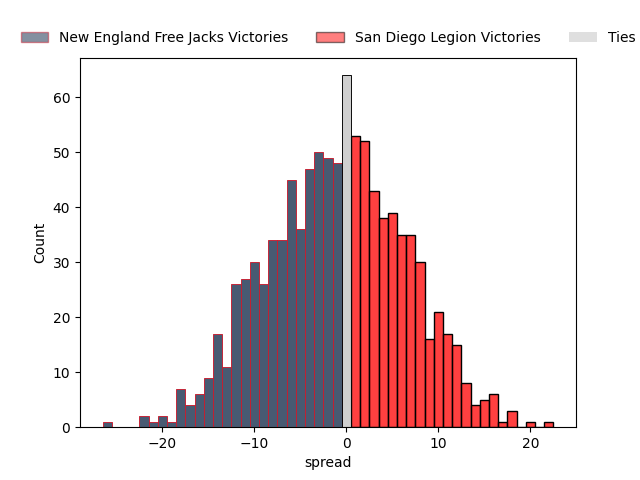 New England Free Jacks Victories San Diego Legion Victories Ties
60
50
40
30
20
10
0
Count
−20 −10 0 10 20
spread